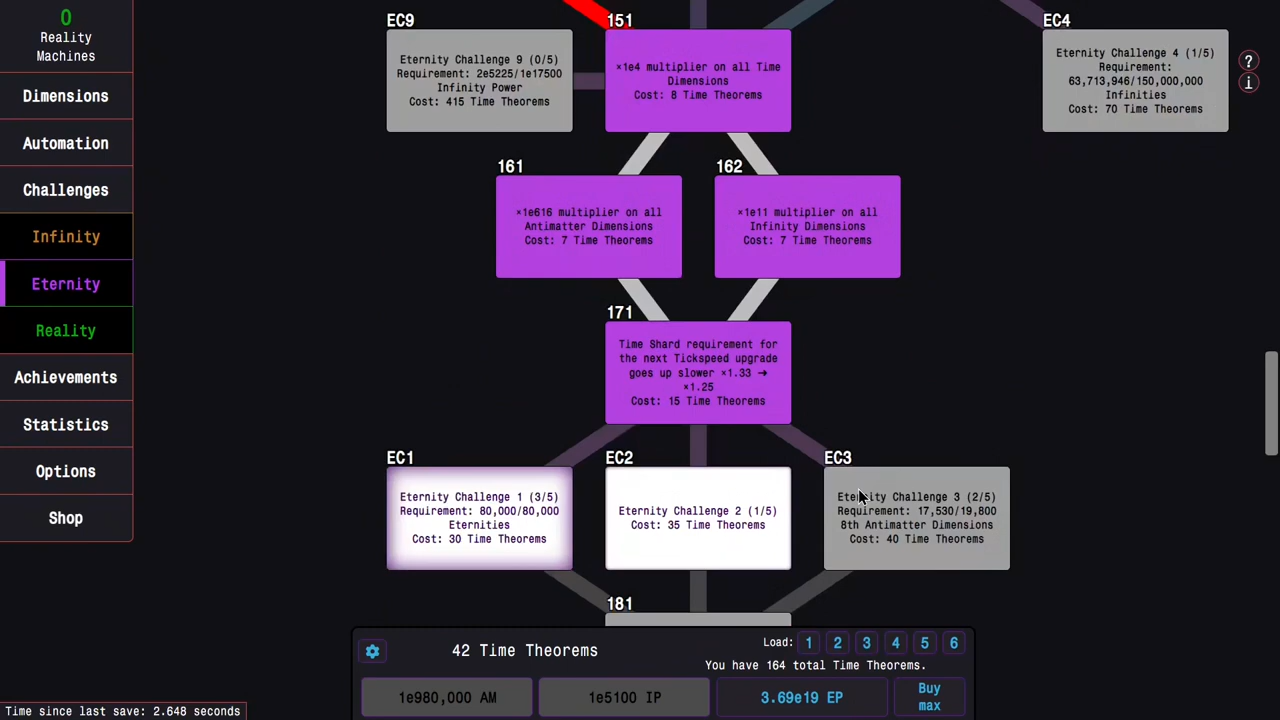 0
Reality
Machines
Dimensions
Automation
Challenges
Infinity
Eternity
Reality
Achievements
Statistics
Options
Shop
EC9
Eternity Challenge 9 (0/5)
Requirement: 2e5225/1e17500
Infinity Power
Cost: 415 Time Theorems
151
×1e4 multiplier on all Time
Dimensions
Cost: 8 Time Theorems
EC4
Eternity Challenge 4 (1/5)
Requirement:
63,713,946/150,000,000
Infinities
Cost: 70 Time Theorems
?
i
161
×1e616 multiplier on all
Antimatter Dimensions
Cost: 7 Time Theorems
162
×1e11 multiplier on all
Infinity Dimensions
Cost: 7 Time Theorems
171
Time Shard requirement for
the next Tickspeed upgrade
goes up slower ×1.33 →
×1.25
Cost: 15 Time Theorems
EC1
Eternity Challenge 1 (3/5)
Requirement: 80,000/80,000
Eternities
Cost: 30 Time Theorems
EC2
Eternity Challenge 2 (1/5)
Cost: 35 Time Theorems
EC3
Eternity Challenge 3 (2/5)
Requirement: 17,530/19,800
8th Antimatter Dimensions
Cost: 40 Time Theorems
181
42 Time Theorems
Load: 1 2 3 4 5 6
You have 164 total Time Theorems.
1e980,000 AM
1e5100 IP
3.69e19 EP
Buy
max
Time since last save: 2.648 seconds